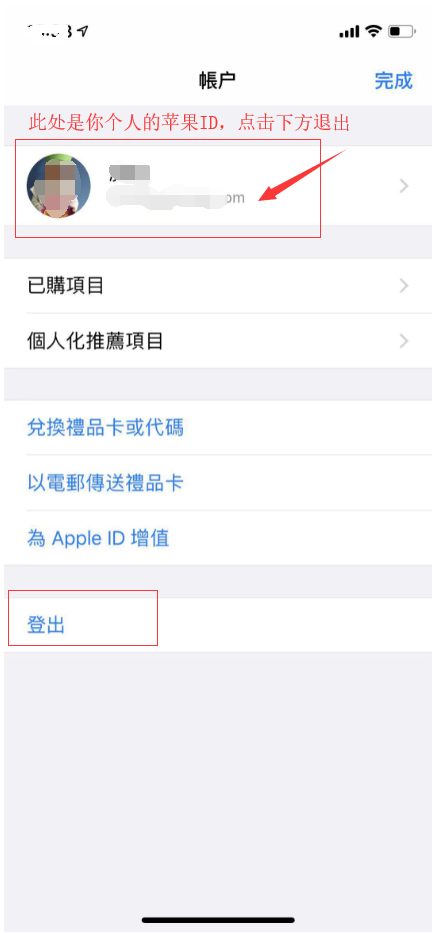 帳户
完成
此处是你个人的苹果ID，点击下方退出
om
已購項目
個人化推薦項目
兌換禮品卡或代碼
以電郵傳送禮品卡
為 Apple ID 增值
登出